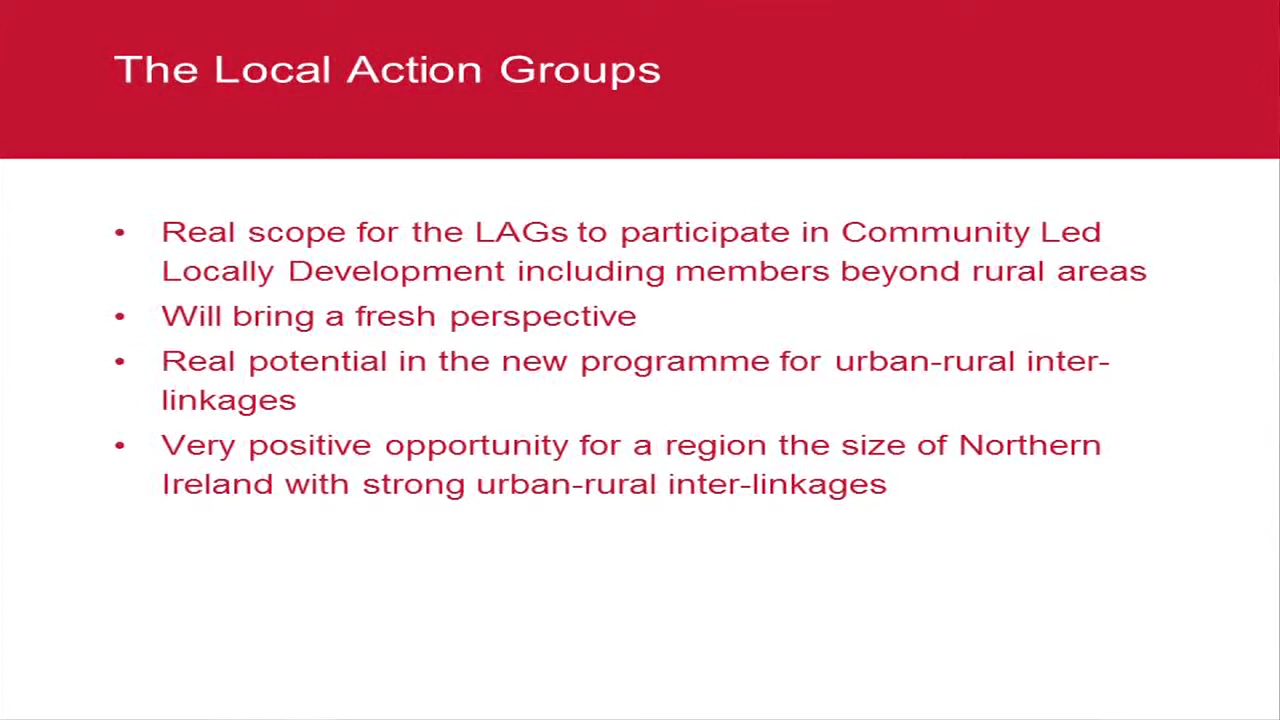 The Local Action Groups
• Real scope for the LAGs to participate in Community Led
Locally Development including members beyond rural areas
• Will bring a fresh perspective
• Real potential in the new programme for urban-rural inter-
linkages
• Very positive opportunity for a region the size of Northern
Ireland with strong urban-rural inter-linkages